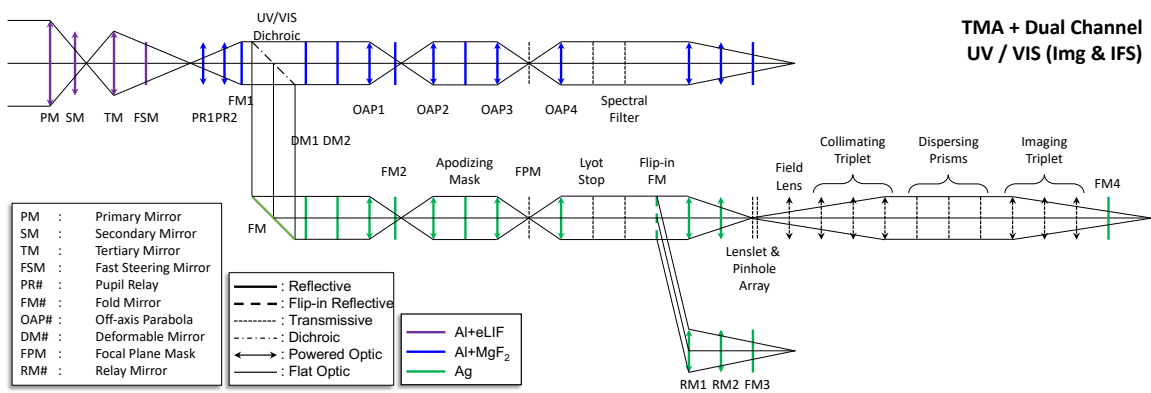 UV/VIS
Dichroic
TMA + Dual Channel
UV / VIS (Img & IFS)
PM SM TM FSM PR1 PR2 FM1 OAP1 OAP2 OAP3 OAP4 Spectral
Filter
DM1 DM2
FM2 Apodizing
Mask FPM Lyot
Stop Flip-in
FM
Field
Lens
Collimating
Triplet
Dispersing
Prisms
Imaging
Triplet
FM4
FM
Lenslet &
Pinhole
Array
RM1 RM2 FM3
PM : Primary Mirror
SM : Secondary Mirror
TM : Tertiary Mirror
FSM : Fast Steering Mirror
PR# : Pupil Relay
FM# : Fold Mirror
OAP# : Off-axis Parabola
DM# : Deformable Mirror
FPM : Focal Plane Mask
RM# : Relay Mirror
: Reflective
: Flip-in Reflective
: Transmissive
: Dichroic
: Powered Optic
: Flat Optic
Al+eLIF
Al+MgF₂
Ag